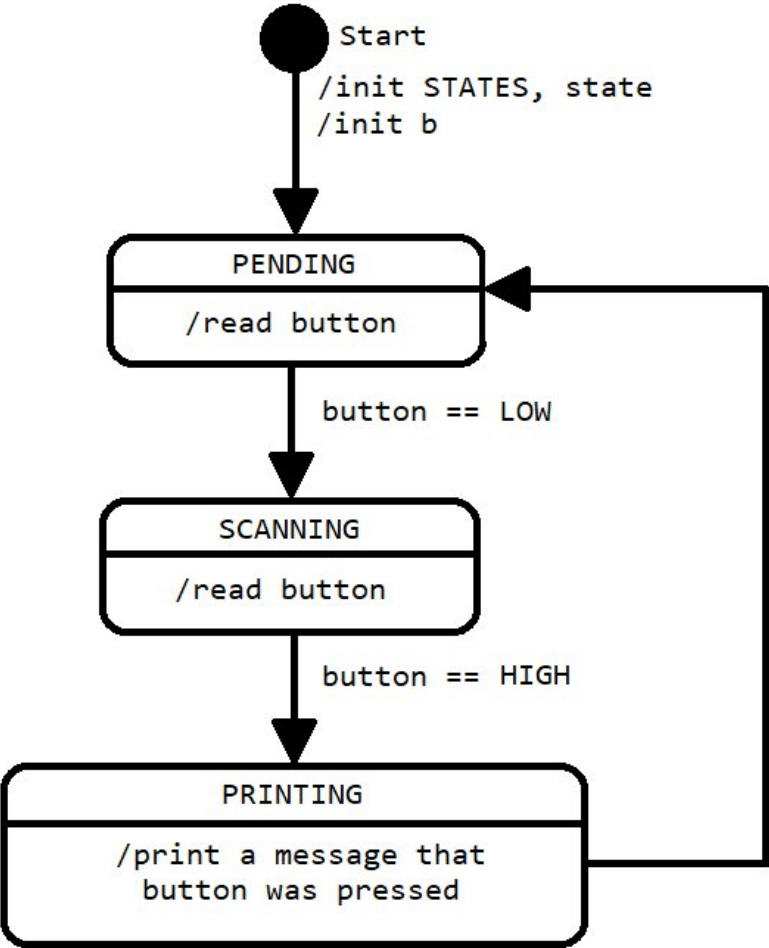 Start
/init STATES, state
/init b
PENDING
/read button
button == LOW
SCANNING
/read button
button == HIGH
PRINTING
/print a message that
button was pressed